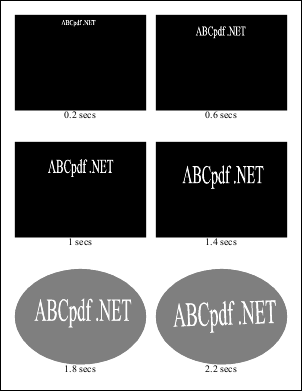 ABCpdf .NET
0.2 secs
ABCpdf .NET
0.6 secs
ABCpdf .NET
1 secs
ABCpdf .NET
1.4 secs
ABCpdf .NET
1.8 secs
ABCpdf .NET
2.2 secs